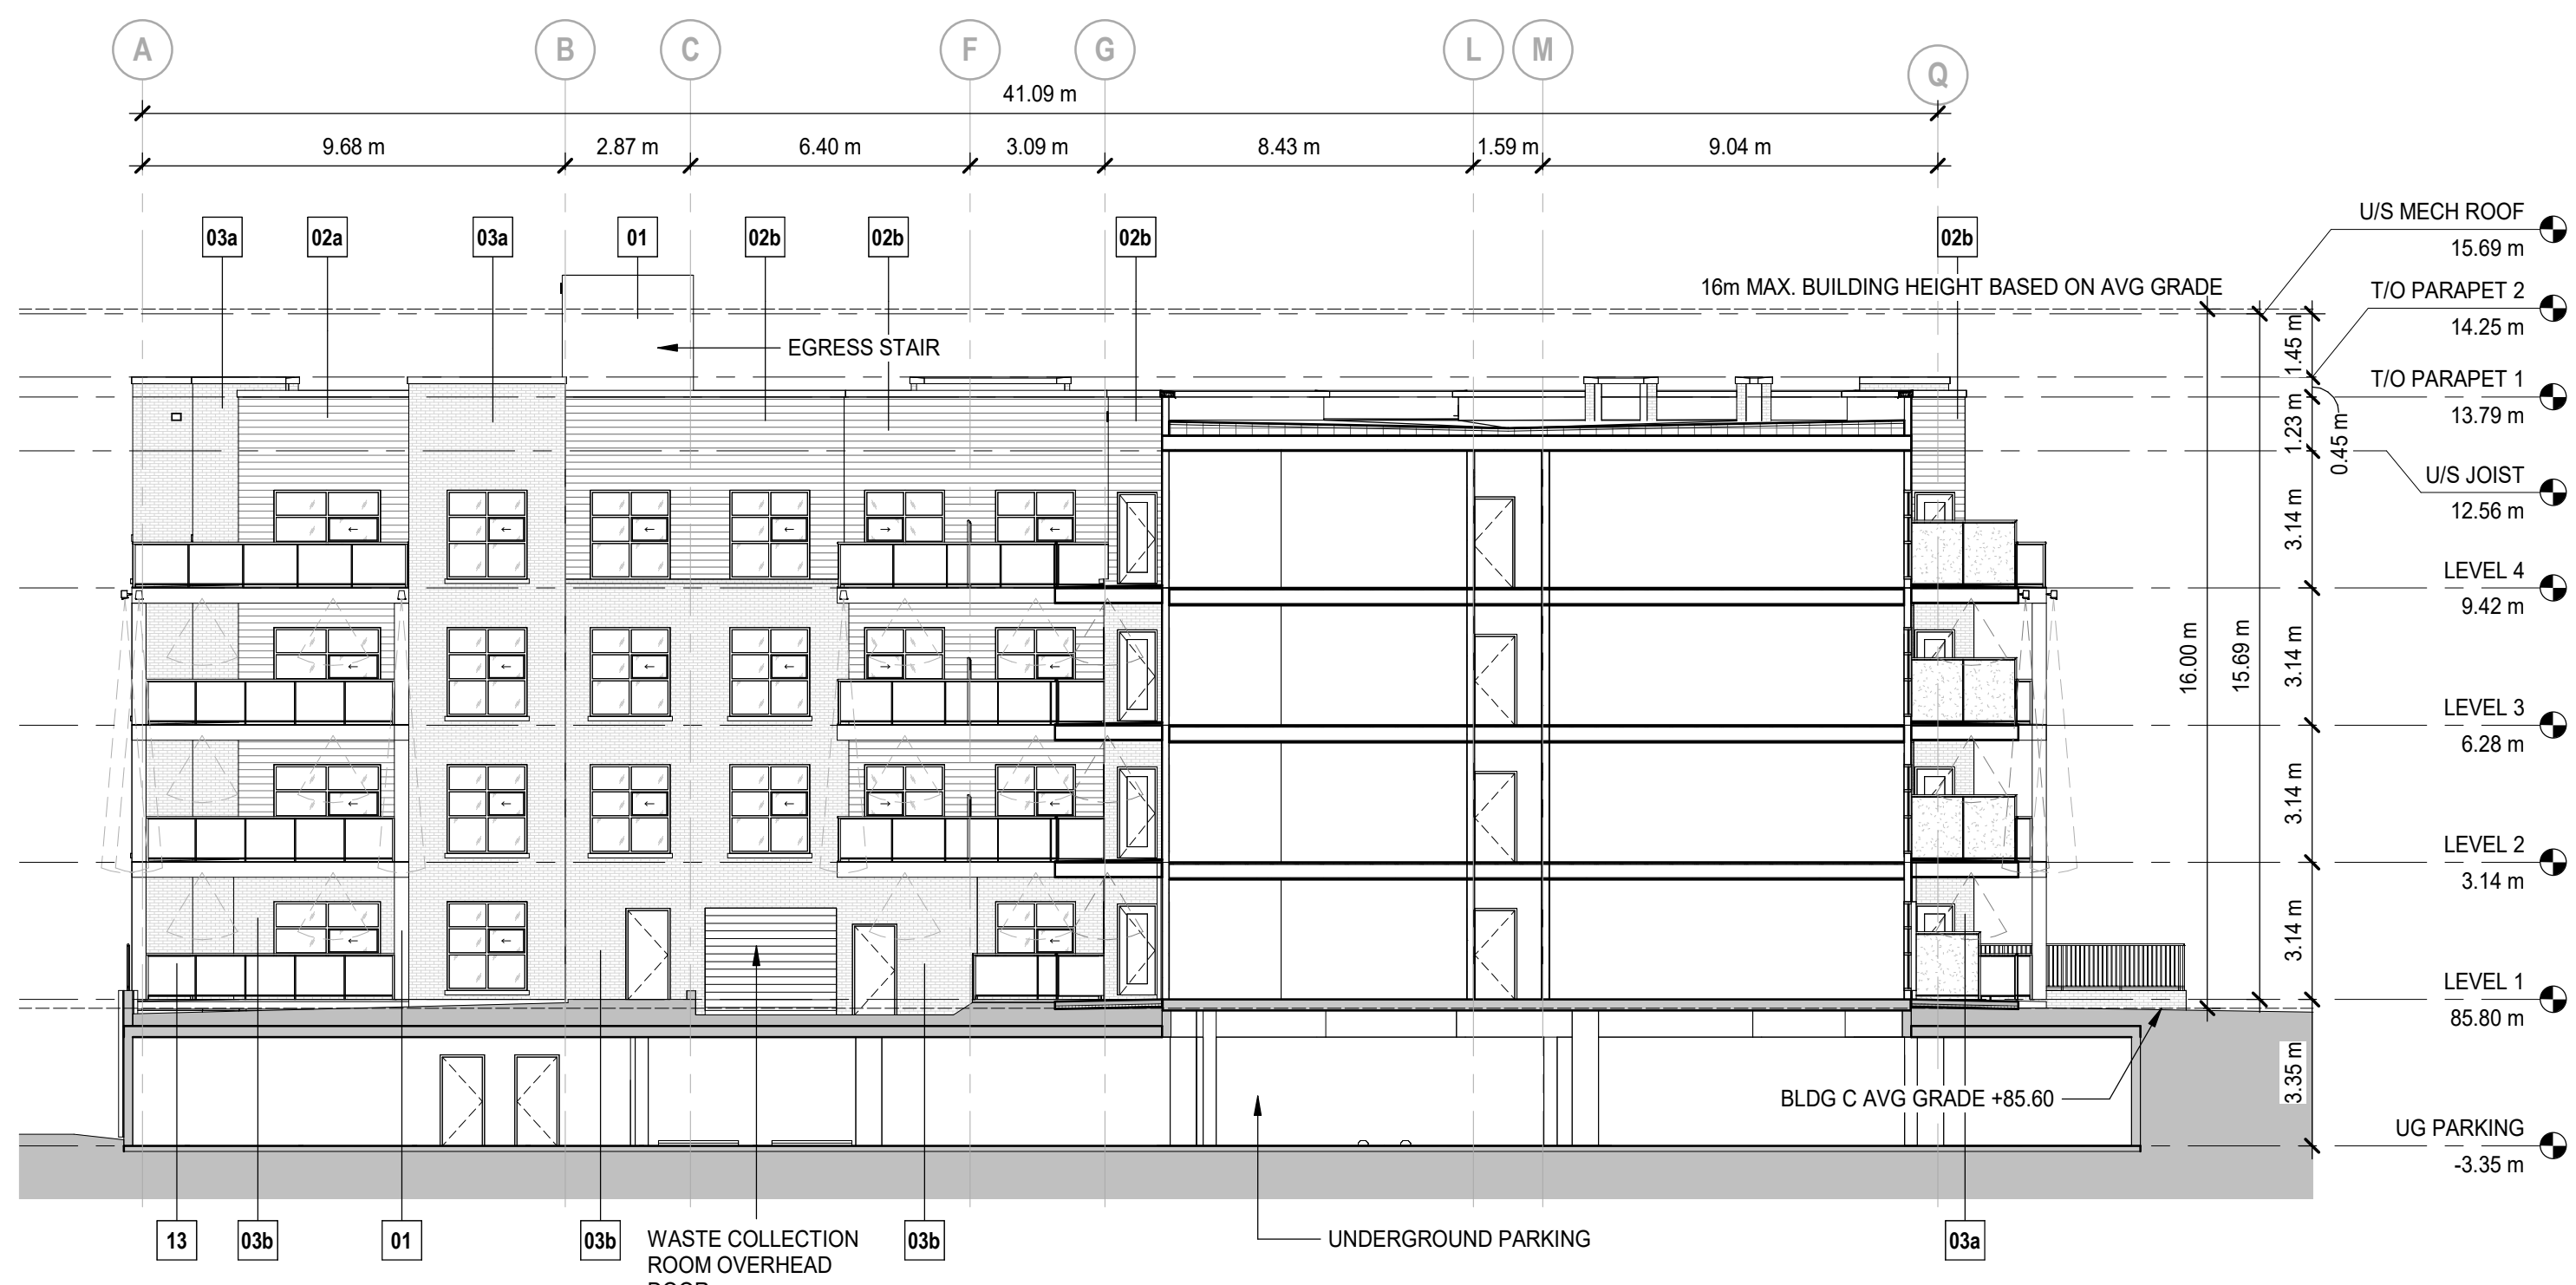 A B C F G L M Q
41.09 m
9.68 m 2.87 m 6.40 m 3.09 m 8.43 m 1.59 m 9.04 m
03a 02a 03a 01 02b 02b 02b 02b
U/S MECH ROOF
15.69 m
16m MAX. BUILDING HEIGHT BASED ON AVG GRADE
T/O PARAPET 2
14.25 m
EGRESS STAIR
1.45 m
T/O PARAPET 1
13.79 m
1.23 m
0.45 m
U/S JOIST
12.56 m
3.14 m
LEVEL 4
9.42 m
16.00 m
15.69 m
3.14 m
LEVEL 3
6.28 m
3.14 m
LEVEL 2
3.14 m
3.14 m
LEVEL 1
85.80 m
3.35 m
BLDG C AVG GRADE +85.60
UG PARKING
-3.35 m
13 03b 01 03b
WASTE COLLECTION
ROOM OVERHEAD
03b
UNDERGROUND PARKING
03a